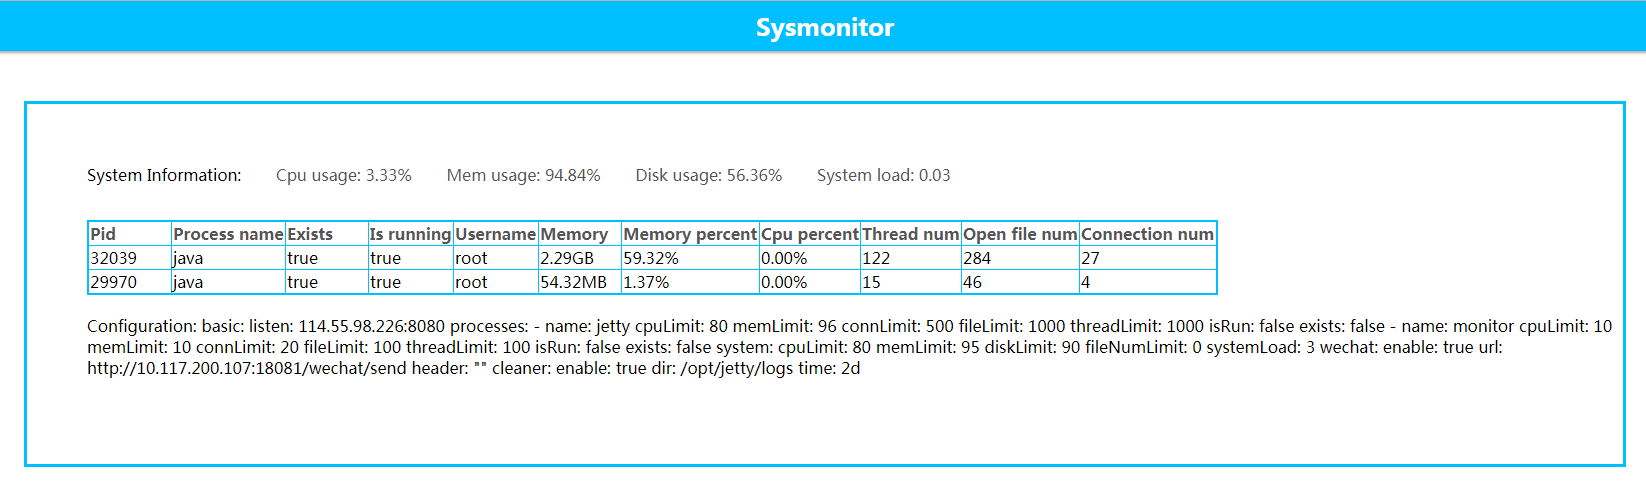 Sysmonitor
System Information: Cpu usage: 3.33% Mem usage: 94.84% Disk usage: 56.36% System load: 0.03
Pid Process name Exists Is running Username Memory Memory percent Cpu percent Thread num Open file num Connection num
32039 java true true root 2.29GB 59.32% 0.00% 122 284 27
29970 java true true root 54.32MB 1.37% 0.00% 15 46 4
Configuration: basic: listen: 114.55.98.226:8080 processes: - name: jetty cpuLimit: 80 memLimit: 96 connLimit: 500 fileLimit: 1000 threadLimit: 1000 isRun: false exists: false - name: monitor cpuLimit: 10
memLimit: 10 connLimit: 20 fileLimit: 100 threadLimit: 100 isRun: false exists: false system: cpuLimit: 80 memLimit: 95 diskLimit: 90 fileNumLimit: 0 systemLoad: 3 wechat: enable: true url:
http://10.117.200.107:18081/wechat/send header: "" cleaner: enable: true dir: /opt/jetty/logs time: 2d